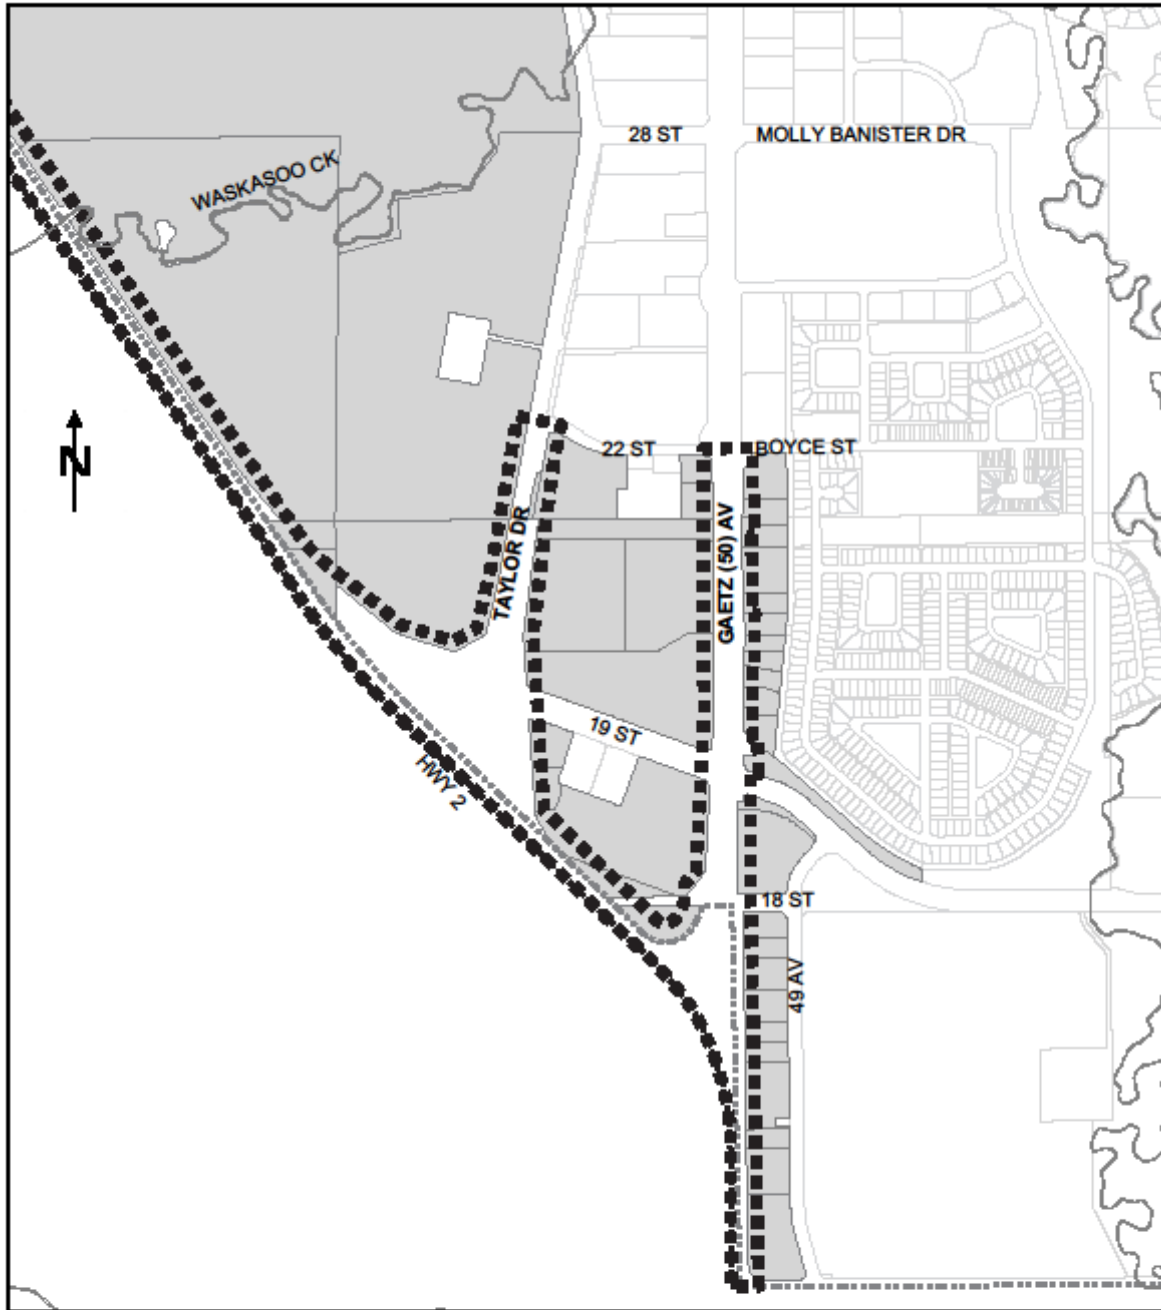 28 ST
MOLLY BANISTER DR
WASKASOO CK
N
22 ST
BOYCE ST
TAYLOR DR
GAETZ (50) AV
19 ST
HWY 2
18 ST
49 AV